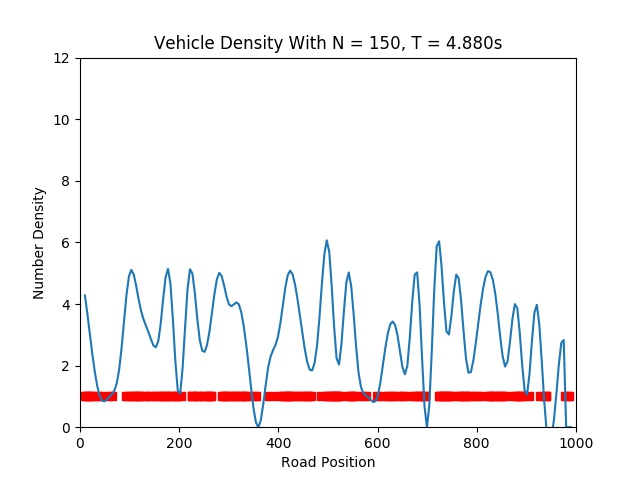 Vehicle Density With N = 150, T = 4.880s
12
10
8
6
4
2
0
Number Density
0 200 400 600 800 1000
Road Position